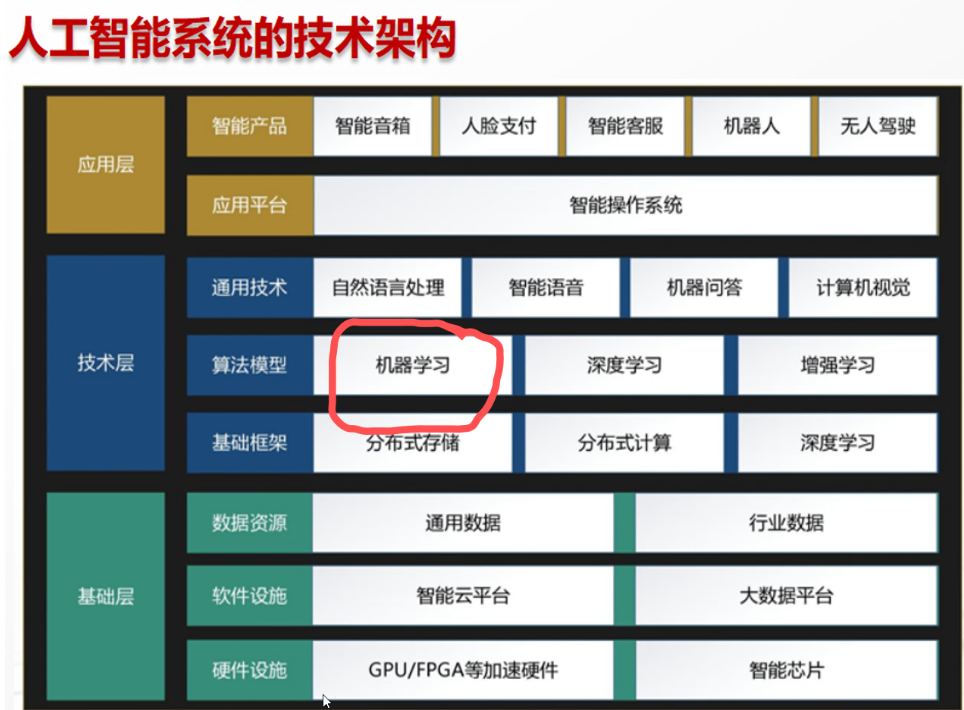 人工智能系统的技术架构
应用层
智能产品 智能音箱 人脸支付 智能客服 机器人 无人驾驶
应用平台 智能操作系统
技术层
通用技术 自然语言处理 智能语音 机器问答 计算机视觉
算法模型 机器学习 深度学习 增强学习
基础框架 分布式存储 分布式计算 深度学习
基础层
数据资源 通用数据 行业数据
软件设施 智能云平台 大数据平台
硬件设施 GPU/FPGA等加速硬件 智能芯片